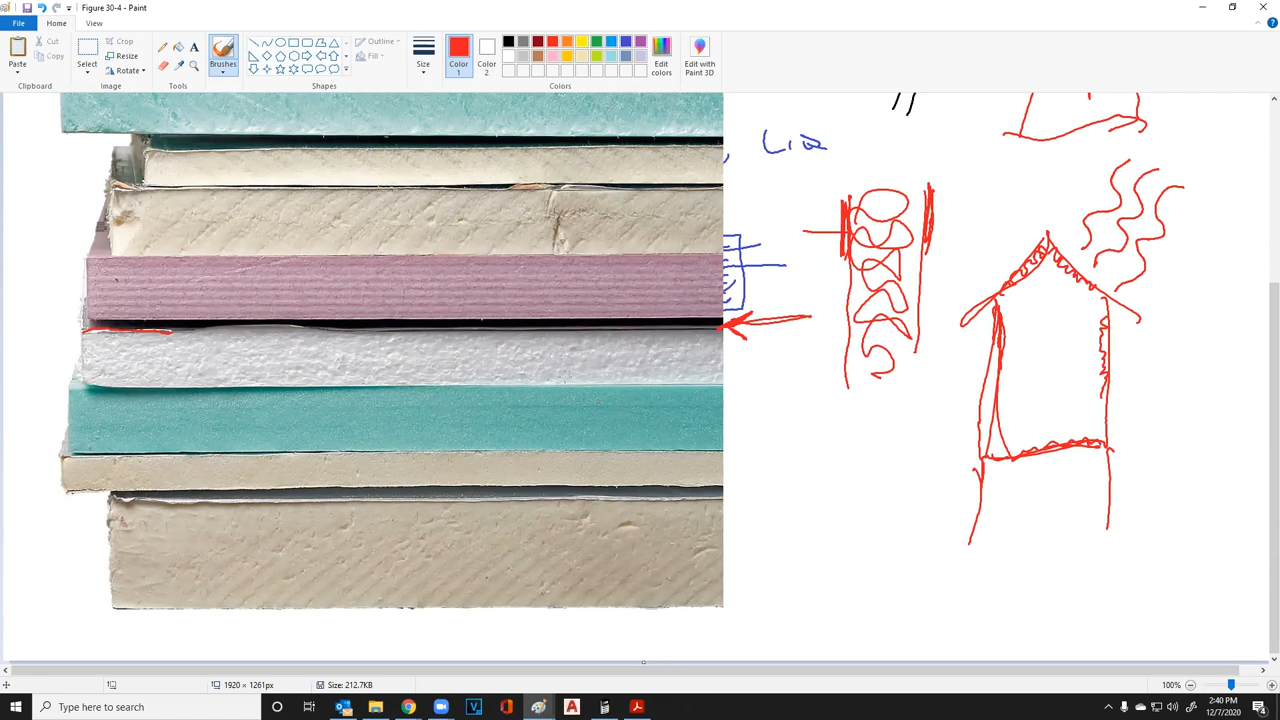 Figure 30-4 - Paint
File
Home
View
Paste
Cut
Copy
Clipboard
Select
Crop
Resize
Rotate
Image
Tools
Brushes
Shapes
Outline
Fill
Size
Color 1
Color 2
Edit colors
Edit with Paint 3D
Colors
1920 × 1261px
Size: 212.7KB
100%
Type here to search
2:40 PM
12/7/2020